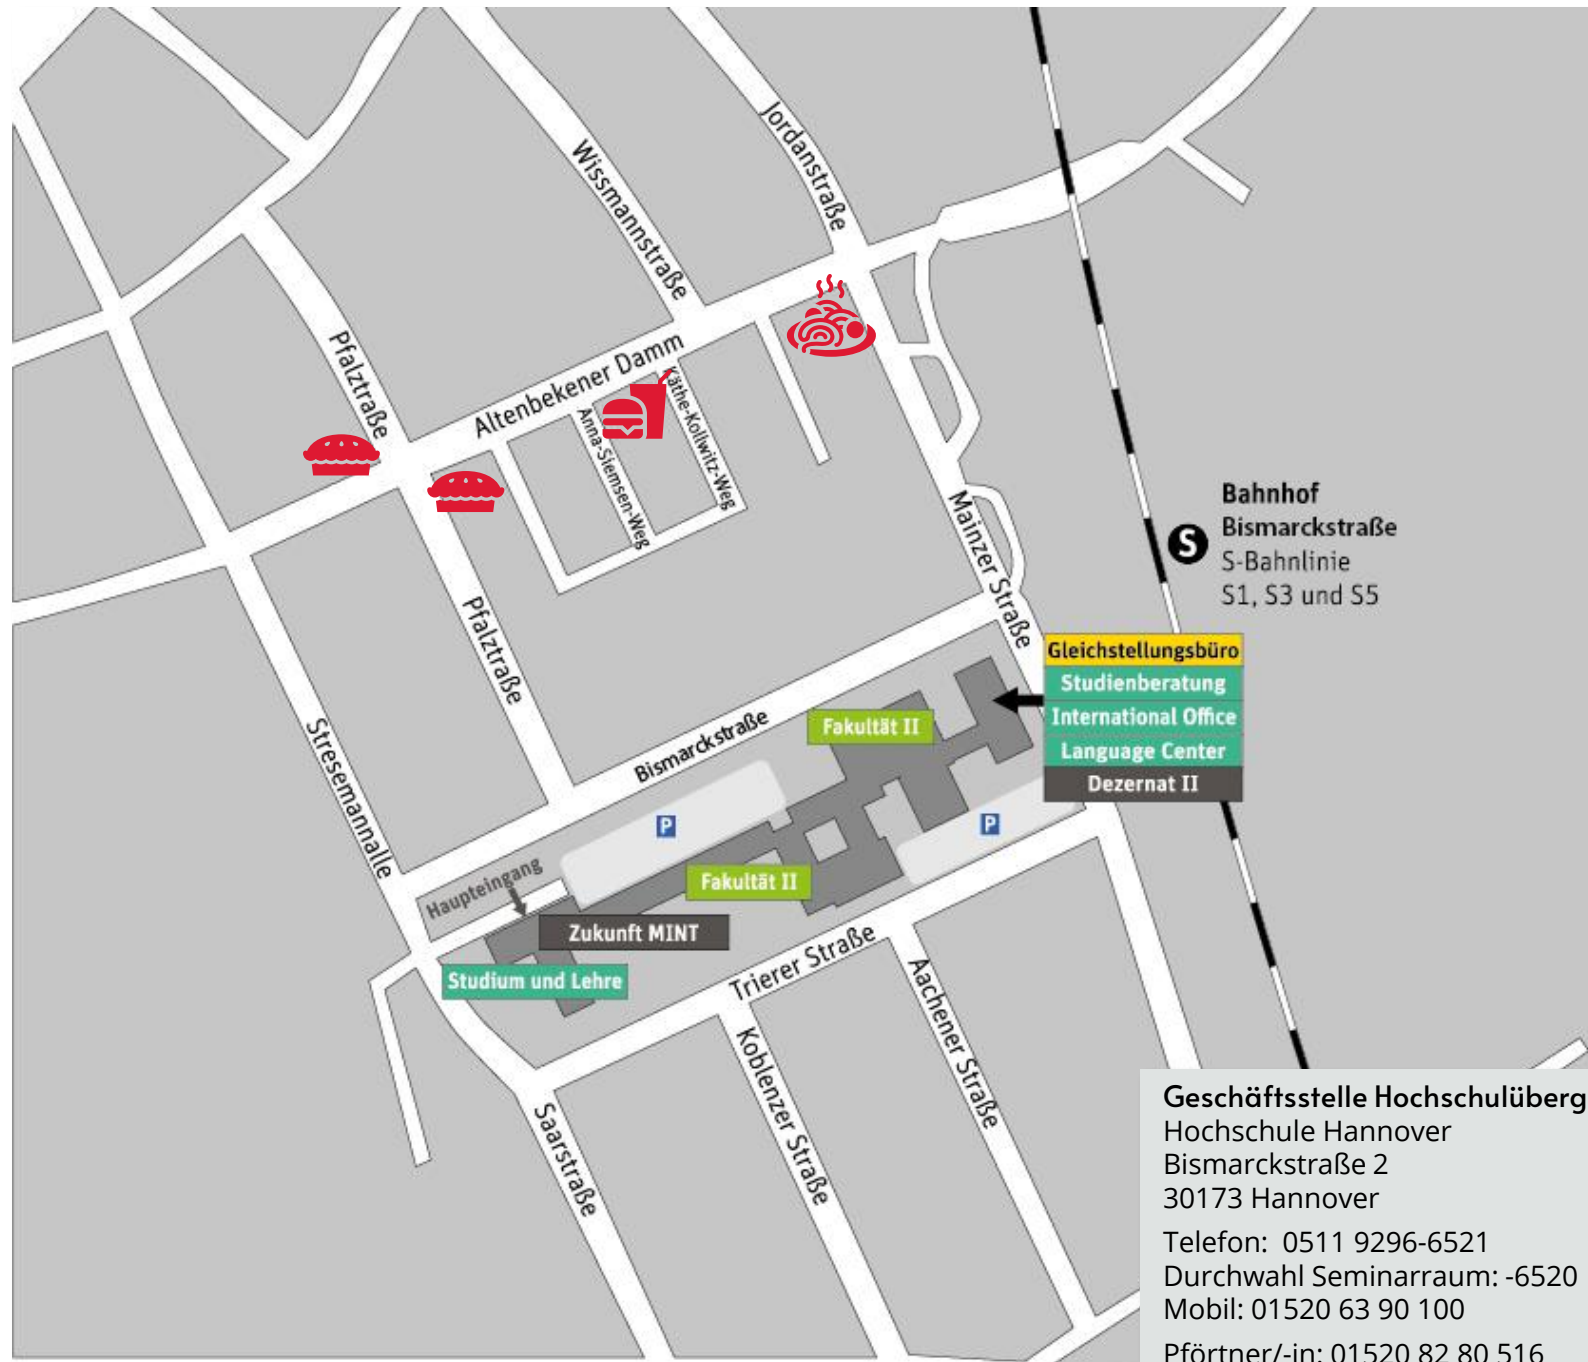 Jordanstraße
Wissmannstraße
Pfalztraße
Altenbekener Damm
Käthe-Kollwitz-Weg
Anna-Siemsen-Weg
Mainzer Straße
Bahnhof
Bismarckstraße
S
S-Bahnlinie
S1, S3 und S5
Pfalztraße
Gleichstellungsbüro
Studienberatung
International Office
Language Center
Dezernat II
Stresemannalle
Bismarckstraße
Fakultät II
P
P
Haupteingang
Fakultät II
Zukunft MINT
Studium und Lehre
Trierer Straße
Aachener Straße
Koblenzer Straße
Saarstraße
Geschäftsstelle Hochschulüberg
Hochschule Hannover
Bismarckstraße 2
30173 Hannover
Telefon: 0511 9296-6521
Durchwahl Seminarraum: -6520
Mobil: 01520 63 90 100
Pförtner/-in: 01520 82 80 516